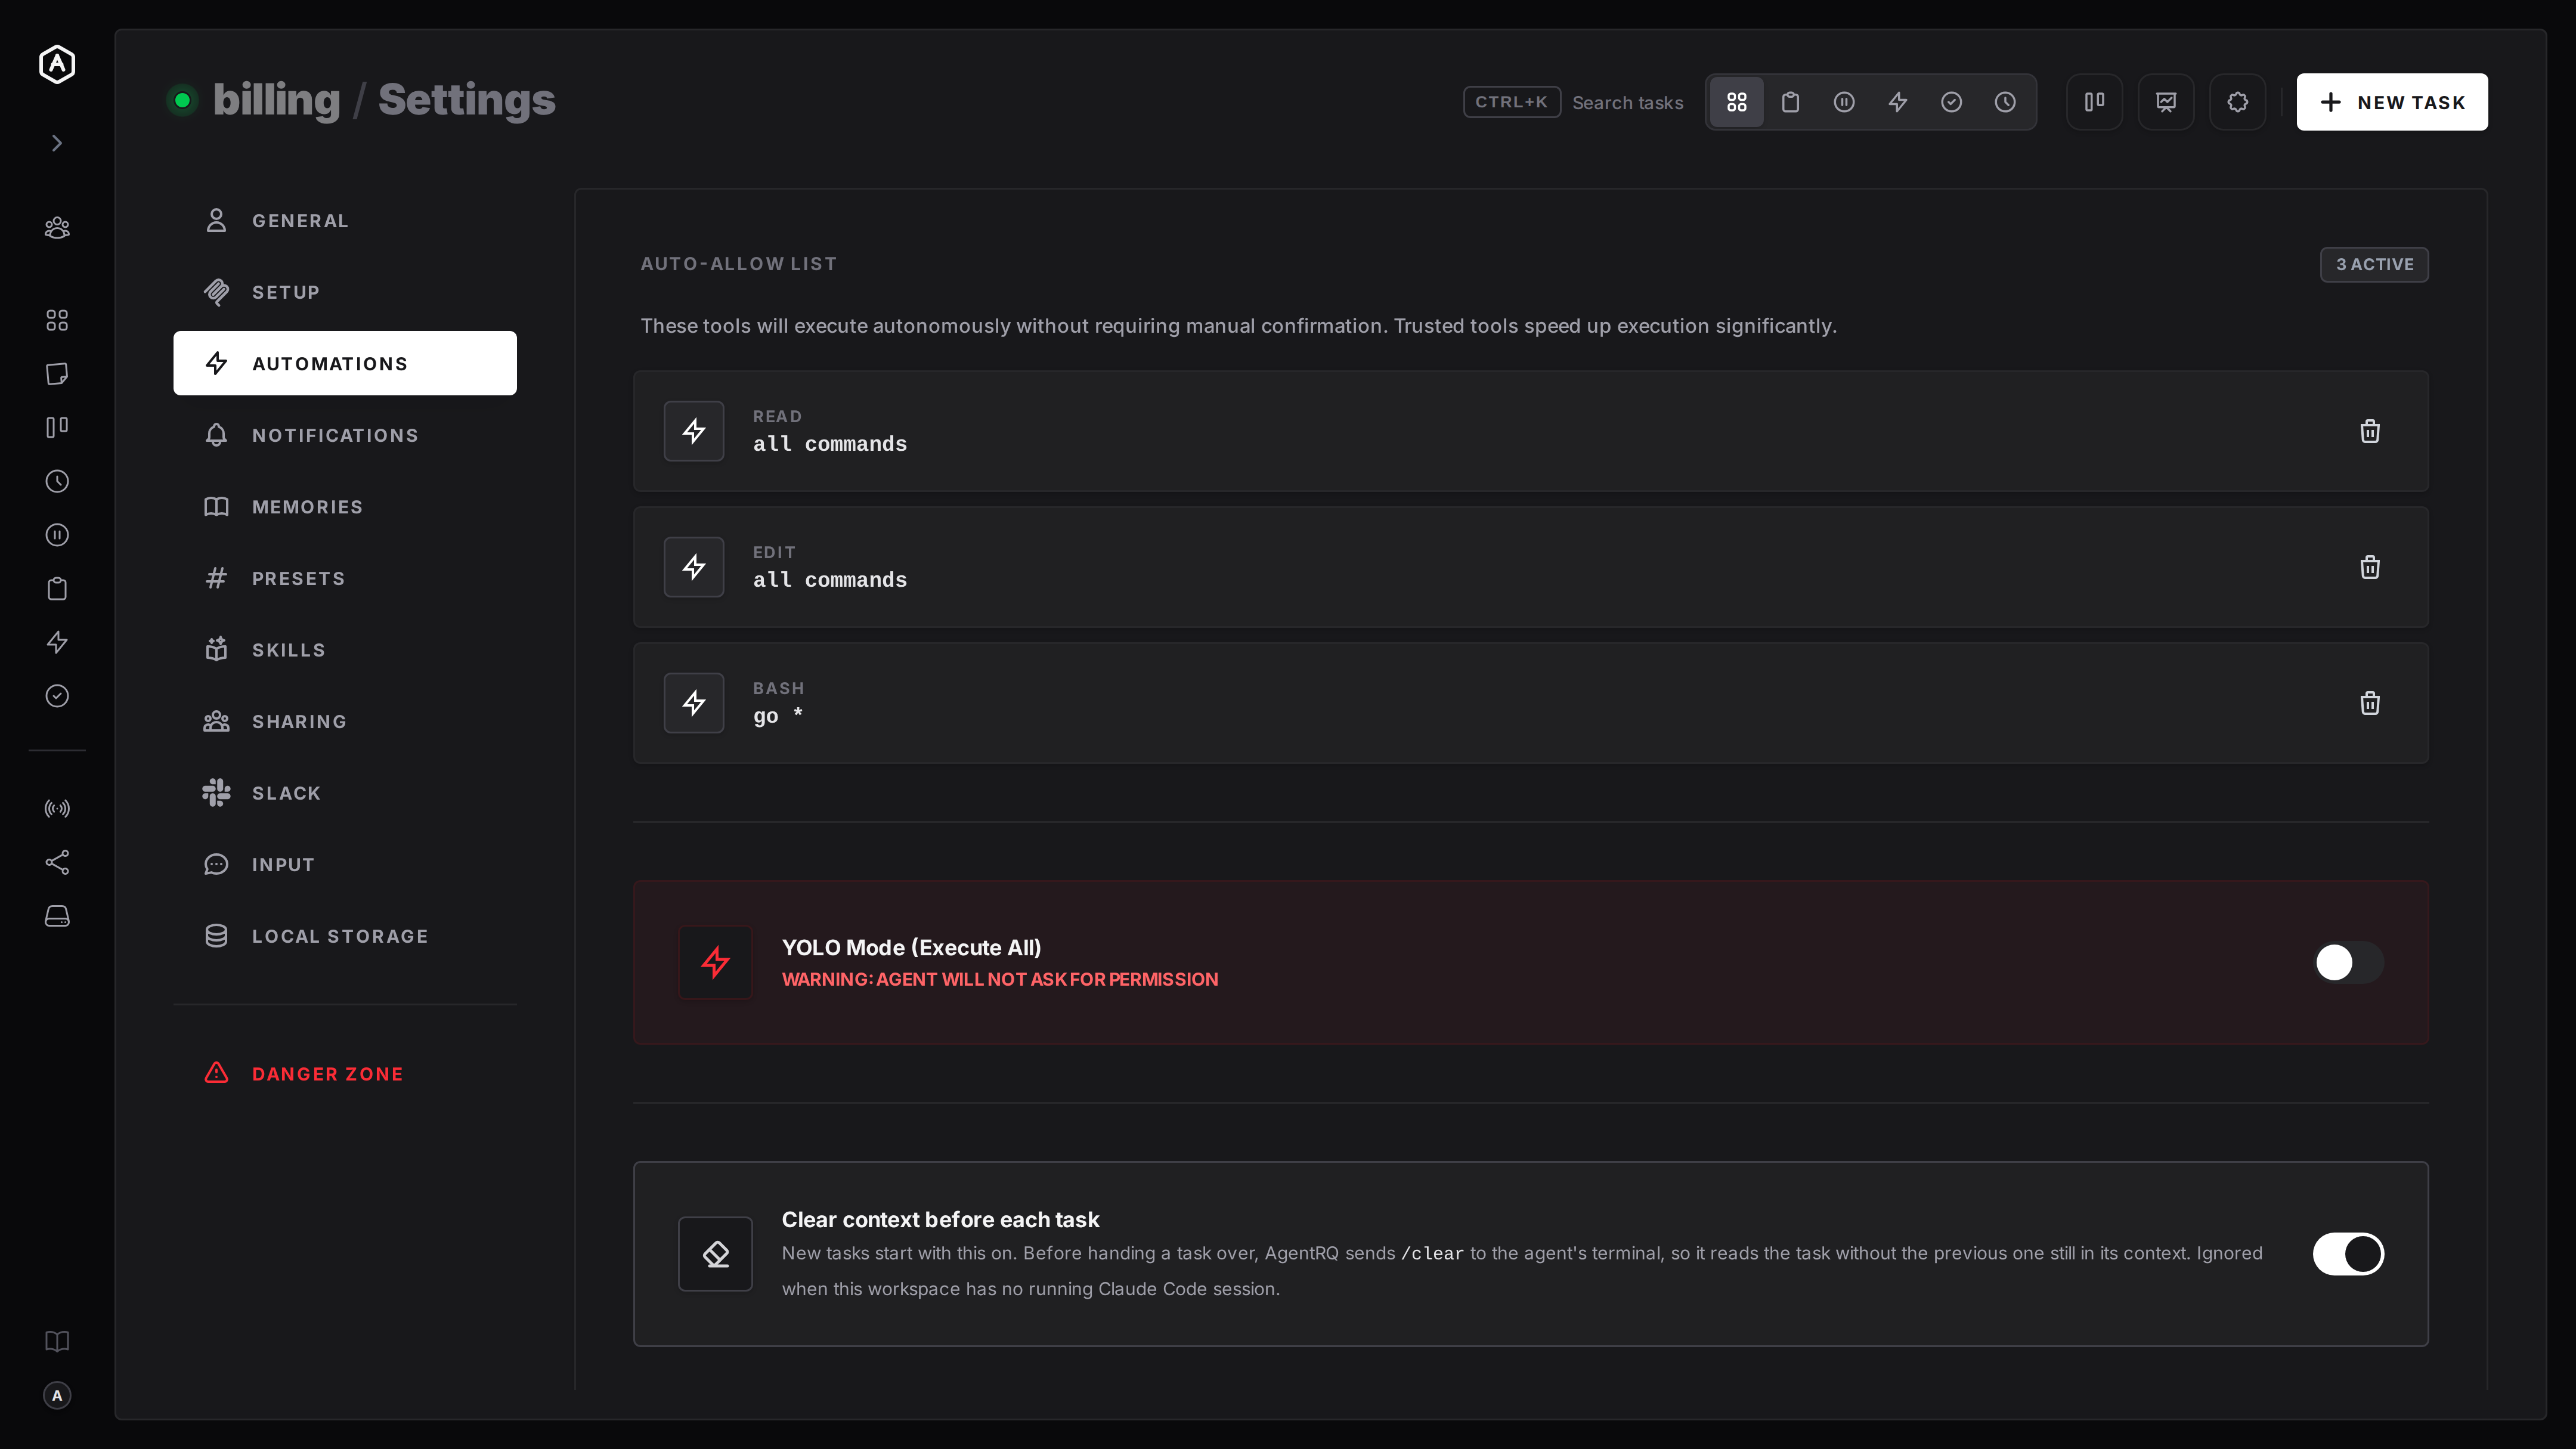 billing / Settings
CTRL+K Search tasks
NEW TASK
GENERAL
SETUP
AUTOMATIONS
NOTIFICATIONS
MEMORIES
PRESETS
SKILLS
SHARING
SLACK
INPUT
LOCAL STORAGE
DANGER ZONE
AUTO-ALLOW LIST
3 ACTIVE
These tools will execute autonomously without requiring manual confirmation. Trusted tools speed up execution significantly.
READ
all commands
EDIT
all commands
BASH
go *
YOLO Mode (Execute All)
WARNING: AGENT WILL NOT ASK FOR PERMISSION
Clear context before each task
New tasks start with this on. Before handing a task over, AgentRQ sends /clear to the agent's terminal, so it reads the task without the previous one still in its context. Ignored
when this workspace has no running Claude Code session.
A